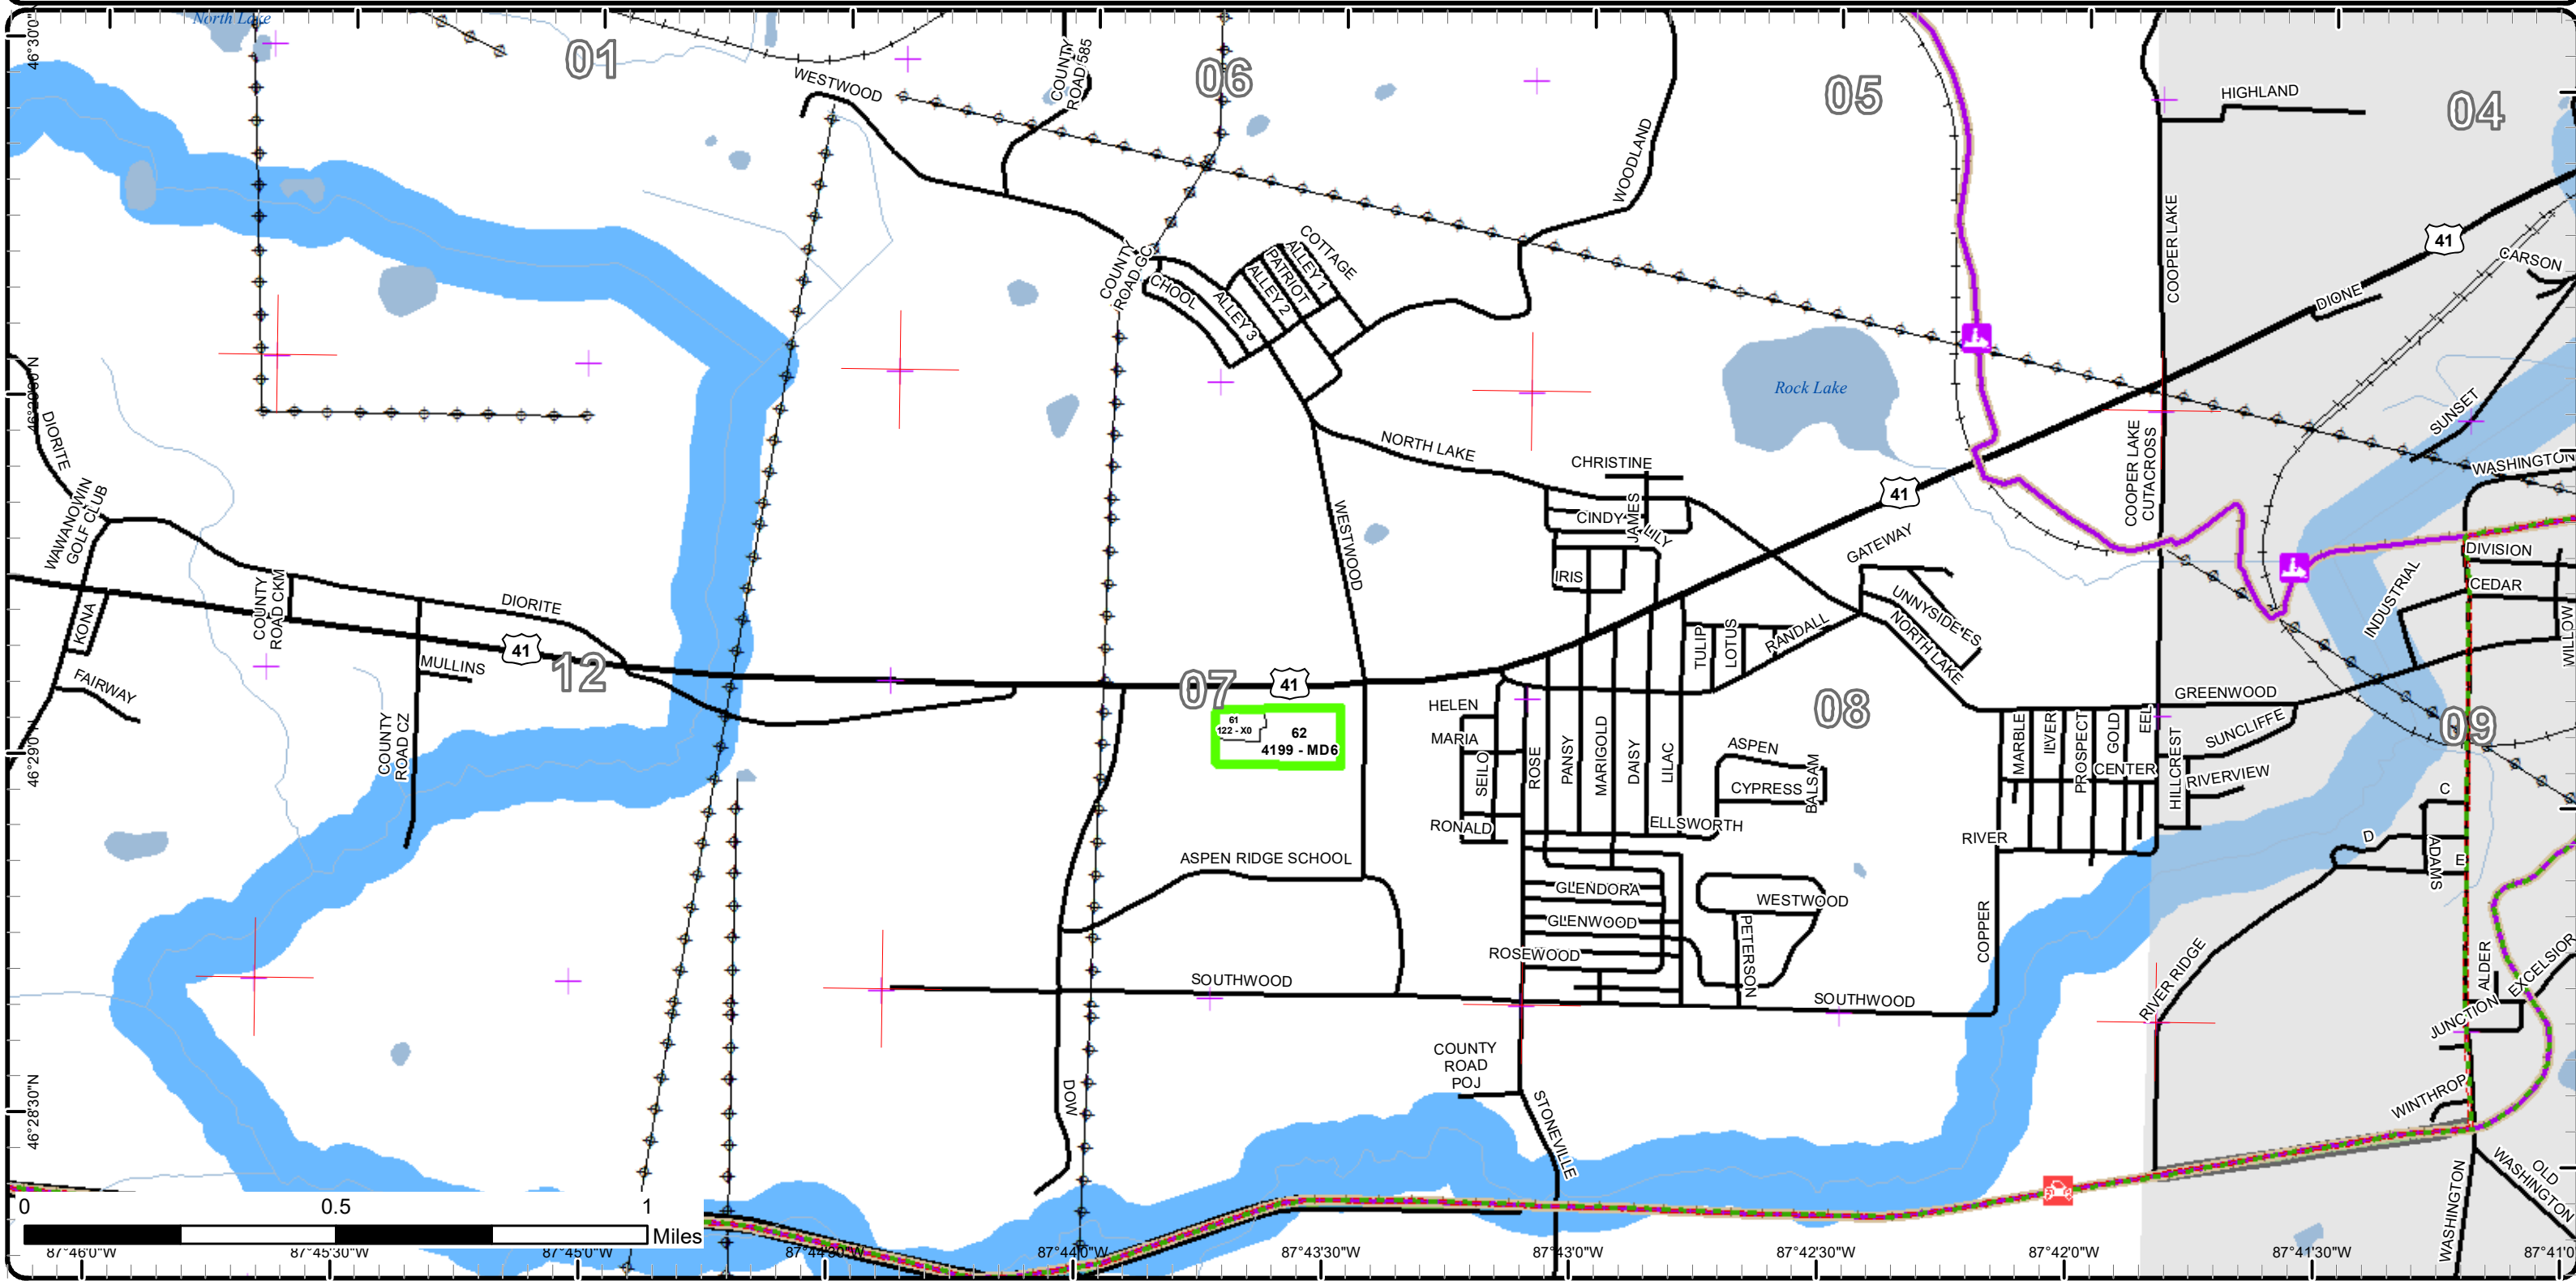 North Lake
01
06
05
04
46°30'0"N
WESTWOOD
COUNTY
ROAD 585
WOODLAND
HIGHLAND
COOPER LAKE
41
CARSON
DIONE
COUNTY
ROAD GC
CHOOL
ALLEY 3
ALLEY 2
PATRIOT
ALLEY 1
COTTAGE
Rock Lake
46°29'30"N
DIORITE
SUNSET
NORTH LAKE
CHRISTINE
COOPER LAKE
CUTACROSS
WASHINGTON
41
WAWANOWIN
GOLF CLUB
WESTWOOD
CINDY
JAMES
LILY
GATEWAY
DIVISION
CEDAR
INDUSTRIAL
IRIS
COUNTY
ROAD CKM
DIORITE
KONA
UNNYSIDE ES
NORTH LAKE
WILLOW
41
12
MULLINS
TULIP
LOTUS
RANDALL
FAIRWAY
07
41
08
GREENWOOD
HELEN
61
122 - X0
62
4199 - MD6
COUNTY
ROAD CZ
MARIA
SEILO
ROSE
PANSY
MARIGOLD
DAISY
LILAC
ASPEN
CYPRESS
BALSAM
MARBLE
ILVER
PROSPECT
GOLD
EEL
CENTER
HILLCREST
SUNCLIFFE
RIVERVIEW
09
46°29'0"N
RONALD
ELLSWORTH
RIVER
C
D
ADAMS
E
ASPEN RIDGE SCHOOL
GLENDORA
GLENWOOD
WESTWOOD
PETERSON
ROSEWOOD
COPPER
RIVER RIDGE
ALDER
EXCELSIOR
JUNCTION
SOUTHWOOD
SOUTHWOOD
COUNTY
ROAD
POJ
46°28'30"N
DOW
STONEVILLE
WINTHROP
WASHINGTON
OLD
WASHINGTON
0
0.5
1
Miles
87°46'0"W
87°45'30"W
87°45'0"W
87°44'30"W
87°44'0"W
87°43'30"W
87°43'0"W
87°42'30"W
87°42'0"W
87°41'30"W
87°41'0